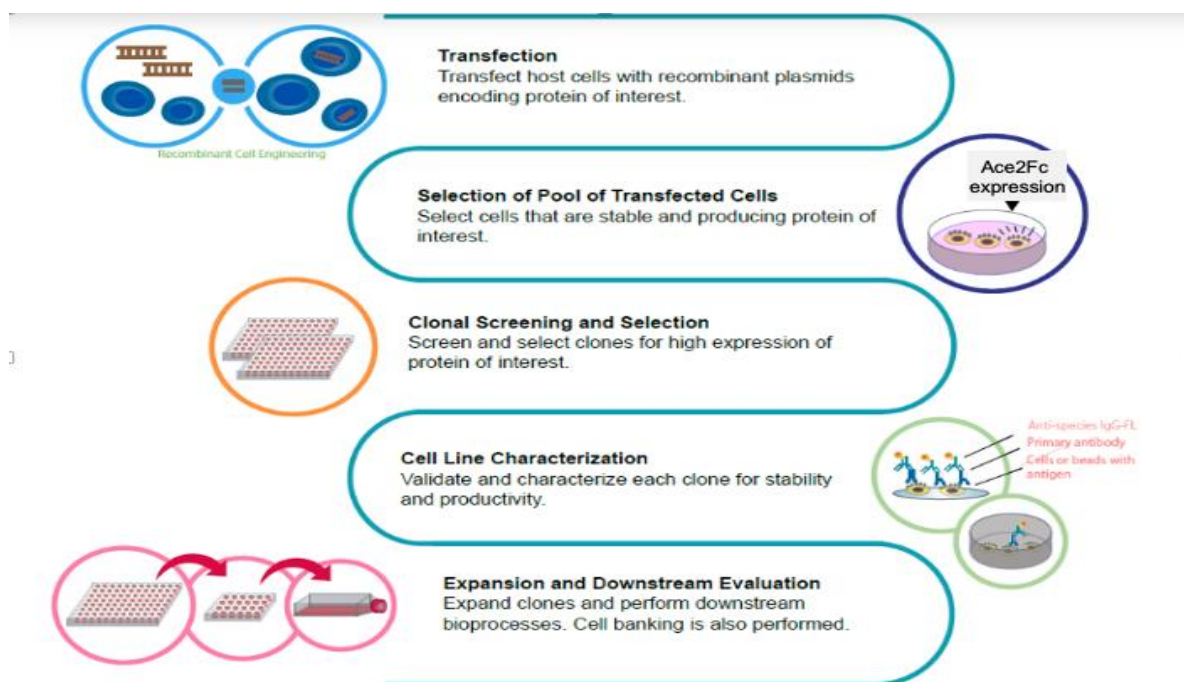 Transfection
Transfect host cells with recombinant plasmids
encoding protein of interest.
Recombinant Cell Engineering
Ace2Fc
expression
Selection of Pool of Transfected Cells
Select cells that are stable and producing protein of
interest.
Clonal Screening and Selection
Screen and select clones for high expression of
protein of interest.
Anti-species IgG-FL
Primary antibody
Cells or beads with
antigen
Cell Line Characterization
Validate and characterize each clone for stability
and productivity.
Expansion and Downstream Evaluation
Expand clones and perform downstream
bioprocesses. Cell banking is also performed.